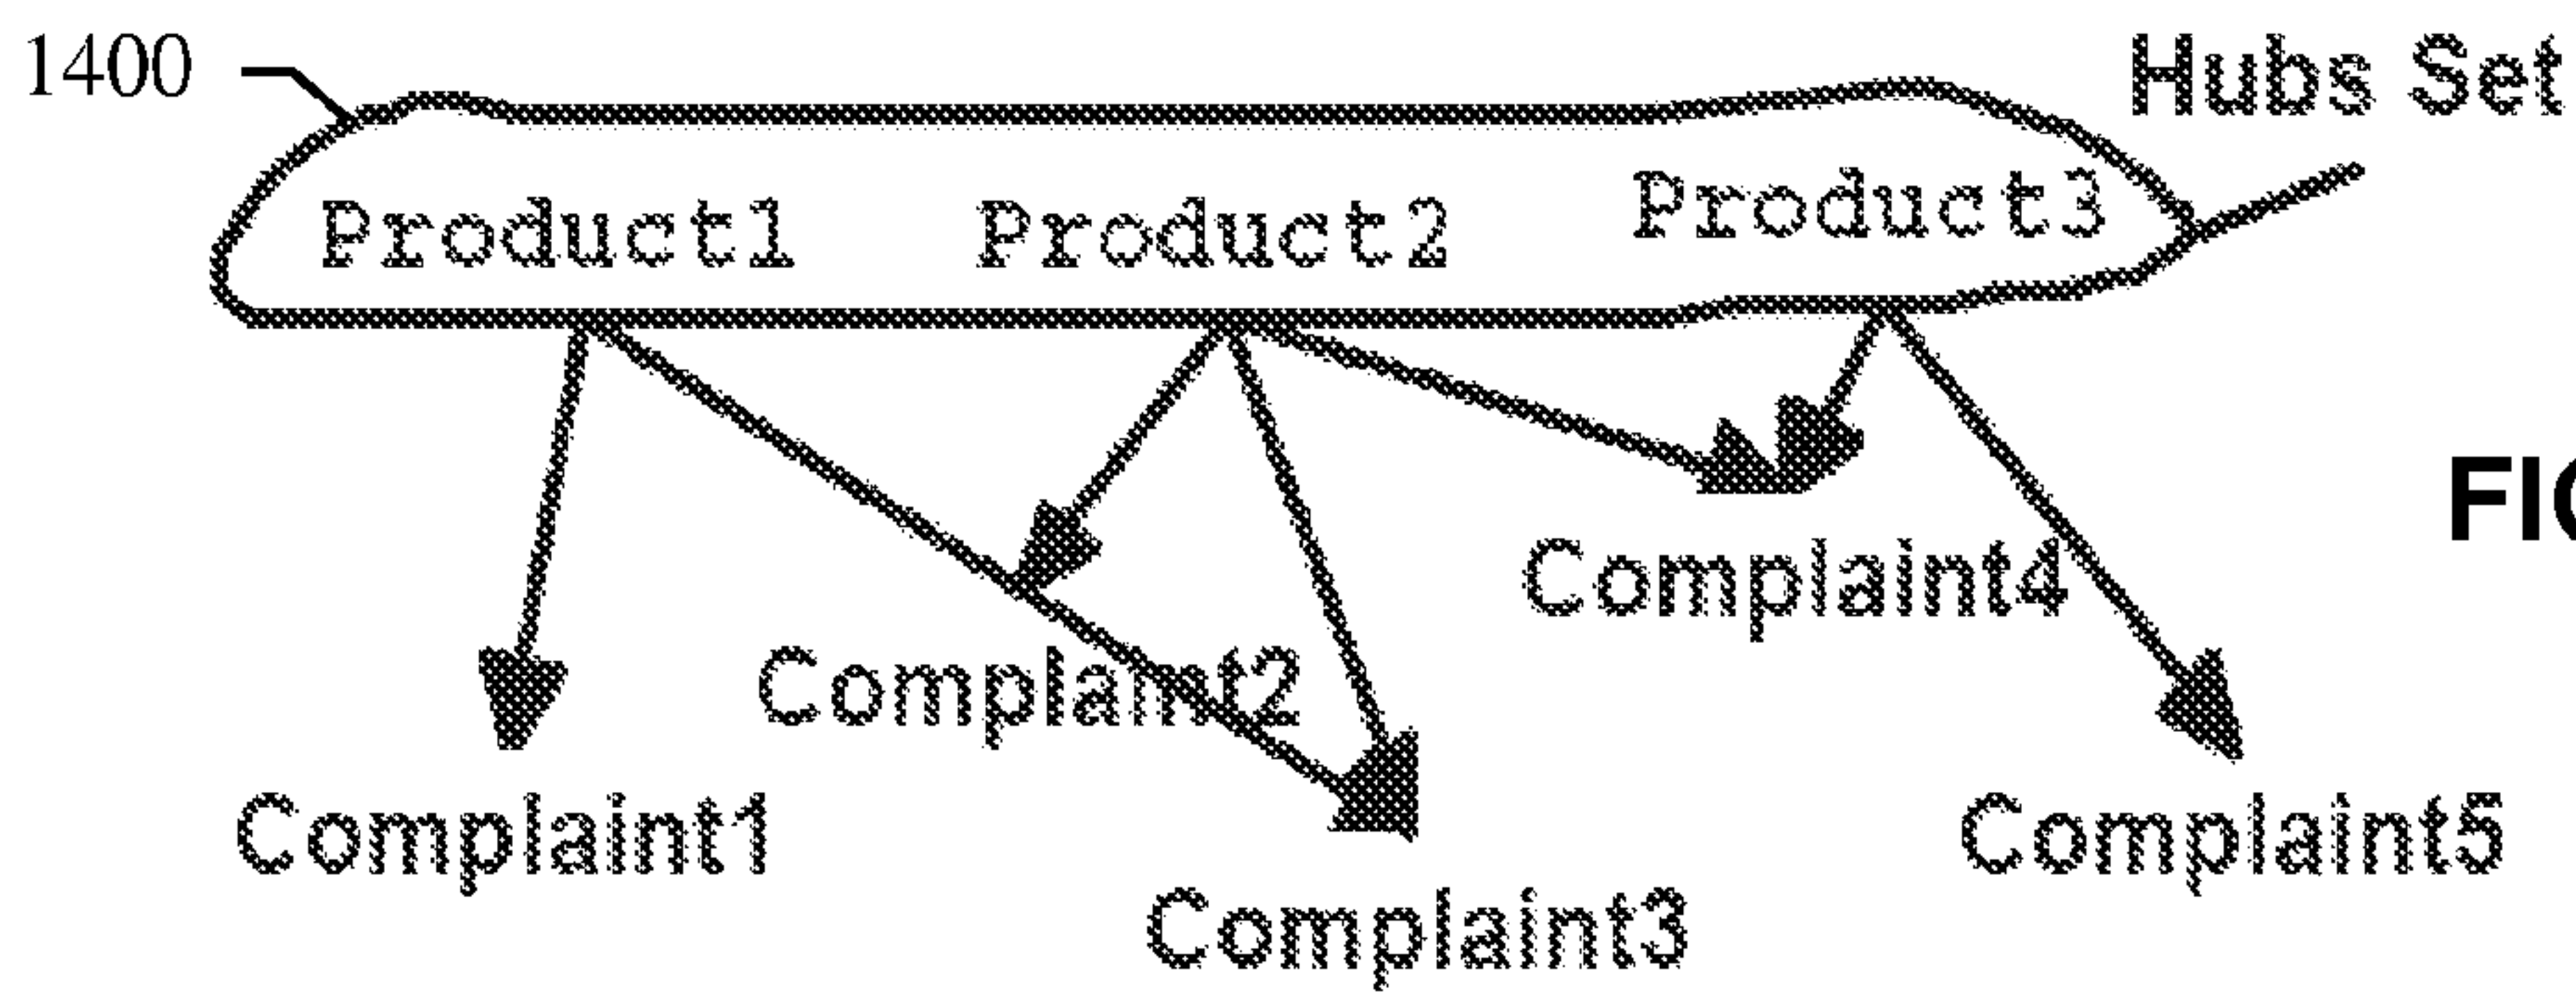 1400
Hubs Set
Product1 Product2 Product3
Complaint4
Complaint2
Complaint1
Complaint5
Complaint3